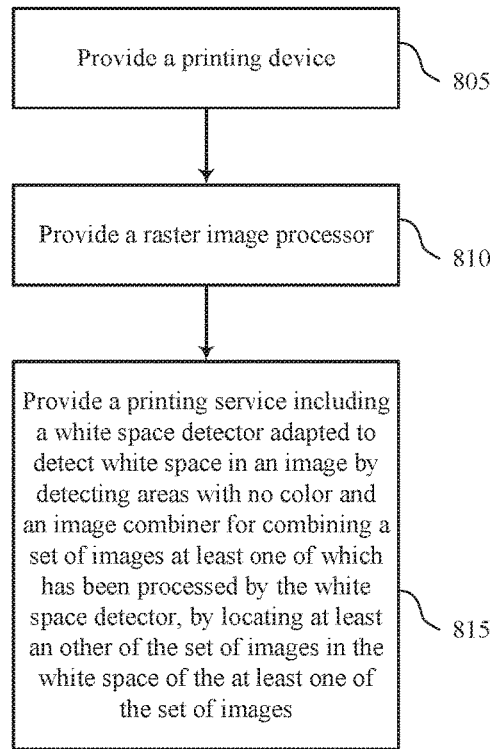 Provide a printing device
805
Provide a raster image processor
810
Provide a printing service including
a white space detector adapted to
detect white space in an image by
detecting areas with no color and
an image combiner for combining a
set of images at least one of which
has been processed by the white
space detector, by locating at least
an other of the set of images in the
white space of the at least one of
the set of images
815